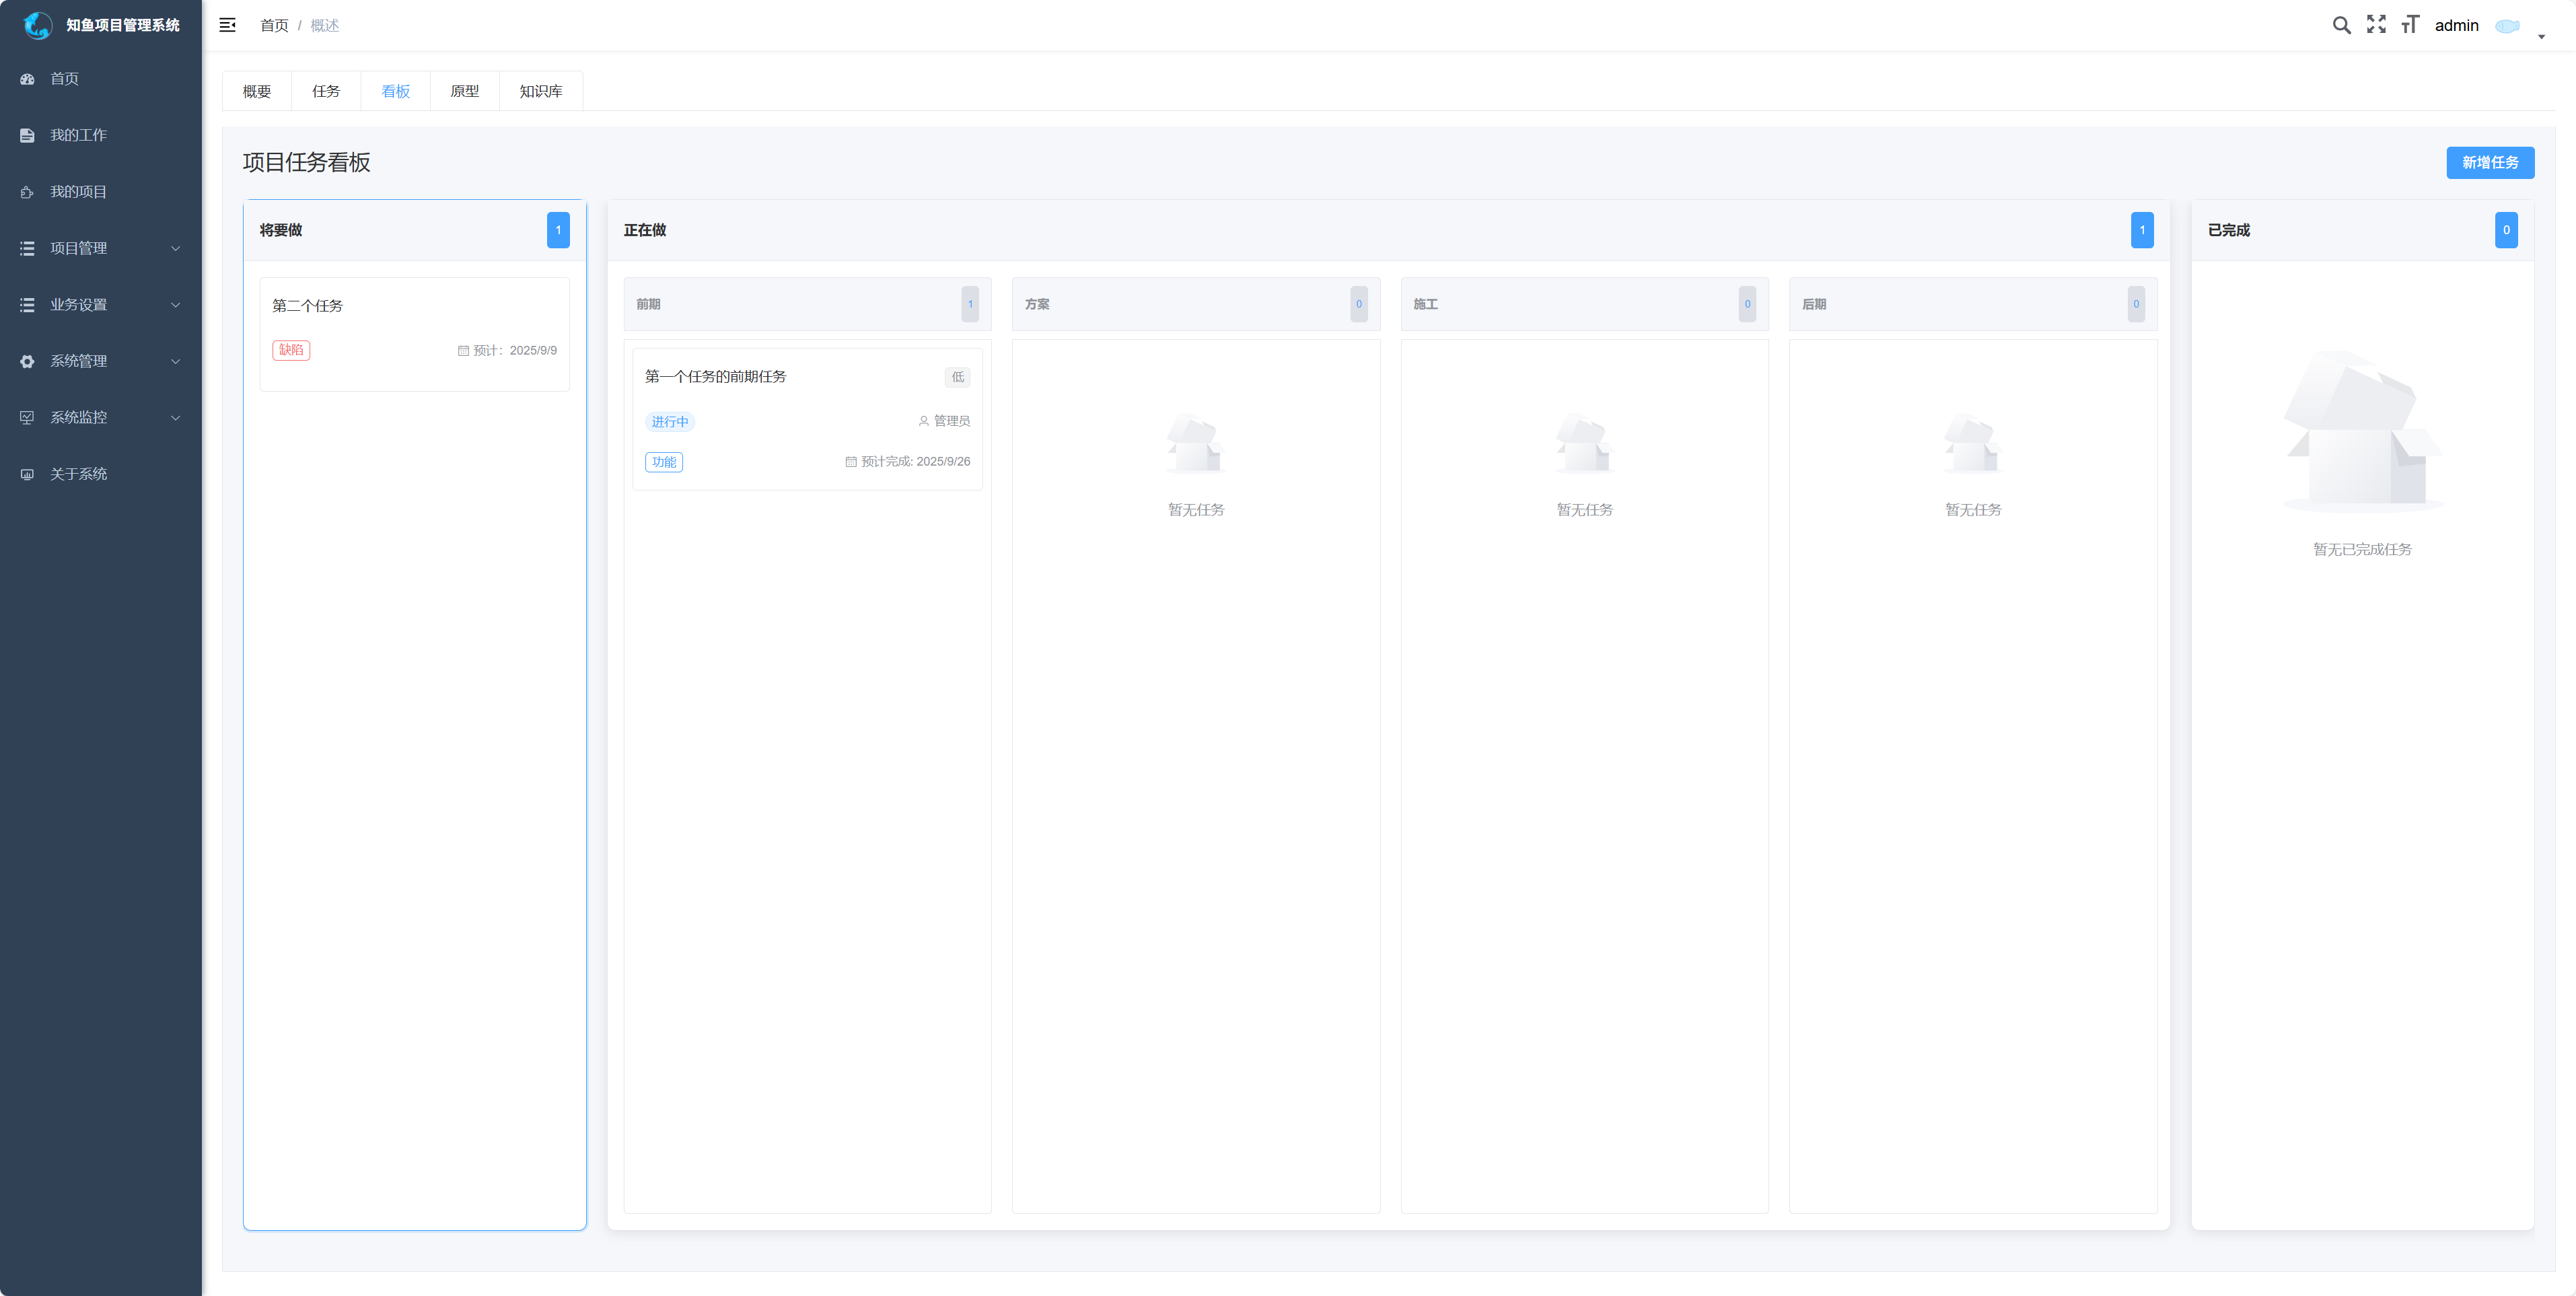 知鱼项目管理系统
首页
我的工作
我的项目
项目管理
业务设置
系统管理
系统监控
关于系统
首页 / 概述
admin
概要 任务 看板 原型 知识库
项目任务看板
新增任务
将要做 1
第二个任务
缺陷 预计：2025/9/9
正在做 1
前期 1
第一个任务的前期任务 低
进行中 管理员
功能 预计完成: 2025/9/26
方案 0
暂无任务
施工 0
暂无任务
后期 0
暂无任务
已完成 0
暂无已完成任务